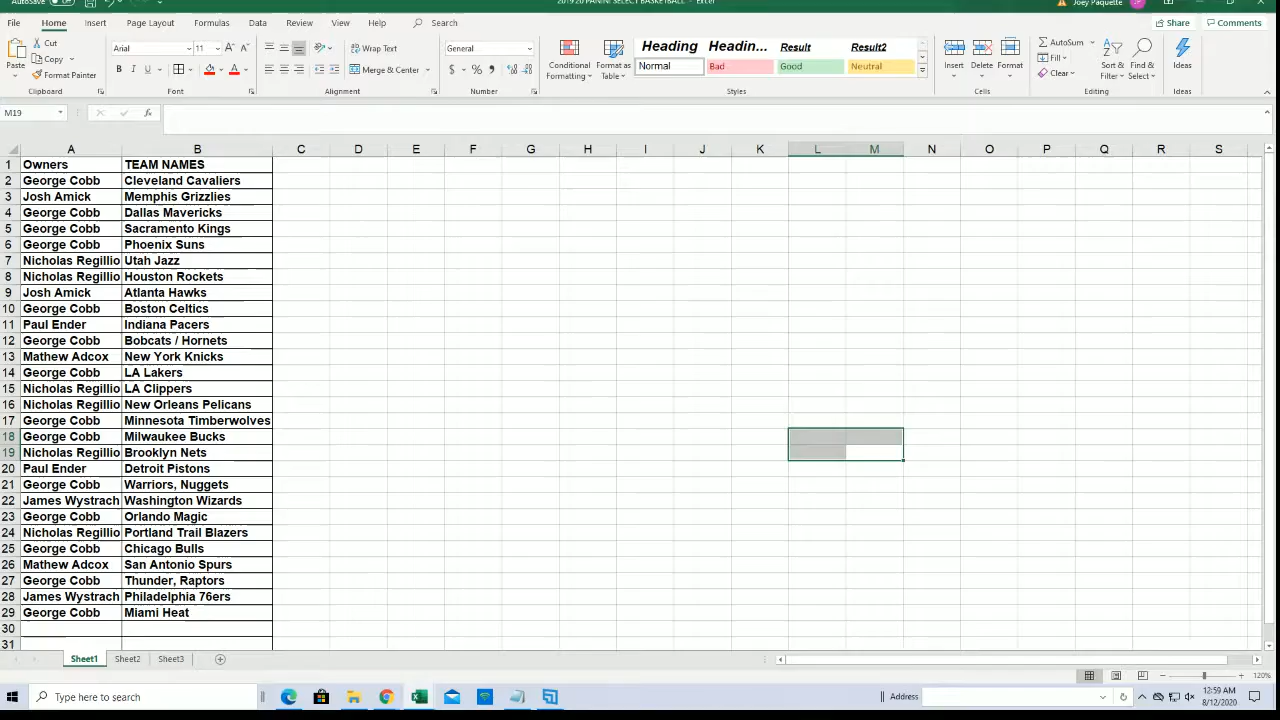 AutoSave Off 2019-20 PANINI SELECT BASKETBALL - Excel Joey Paquette JP
File Home Insert Page Layout Formulas Data Review View Help Search Share Comments
Cut
Copy
Format Painter
Paste
Arial 11 A A
B I U A
Wrap Text
Merge & Center
General
$ % ,
Conditional Formatting
Format as Table
Heading Headin... Result Result2
Normal Bad Good Neutral
Insert Delete Format
AutoSum
Fill
Clear
Sort & Filter
Find & Select
Ideas
Clipboard Font Alignment Number Styles Cells Editing Ideas
M19 fx
A B C D E F G H I J K L M N O P Q R S
1 Owners TEAM NAMES
2 George Cobb Cleveland Cavaliers
3 Josh Amick Memphis Grizzlies
4 George Cobb Dallas Mavericks
5 George Cobb Sacramento Kings
6 George Cobb Phoenix Suns
7 Nicholas Regillio Utah Jazz
8 Nicholas Regillio Houston Rockets
9 Josh Amick Atlanta Hawks
10 George Cobb Boston Celtics
11 Paul Ender Indiana Pacers
12 George Cobb Bobcats / Hornets
13 Mathew Adcox New York Knicks
14 George Cobb LA Lakers
15 Nicholas Regillio LA Clippers
16 Nicholas Regillio New Orleans Pelicans
17 George Cobb Minnesota Timberwolves
18 George Cobb Milwaukee Bucks
19 Nicholas Regillio Brooklyn Nets
20 Paul Ender Detroit Pistons
21 George Cobb Warriors, Nuggets
22 James Wystrach Washington Wizards
23 George Cobb Orlando Magic
24 Nicholas Regillio Portland Trail Blazers
25 George Cobb Chicago Bulls
26 Mathew Adcox San Antonio Spurs
27 George Cobb Thunder, Raptors
28 James Wystrach Philadelphia 76ers
29 George Cobb Miami Heat
30
31
Sheet1 Sheet2 Sheet3
120%
Type here to search Address 12:59 AM
8/12/2020